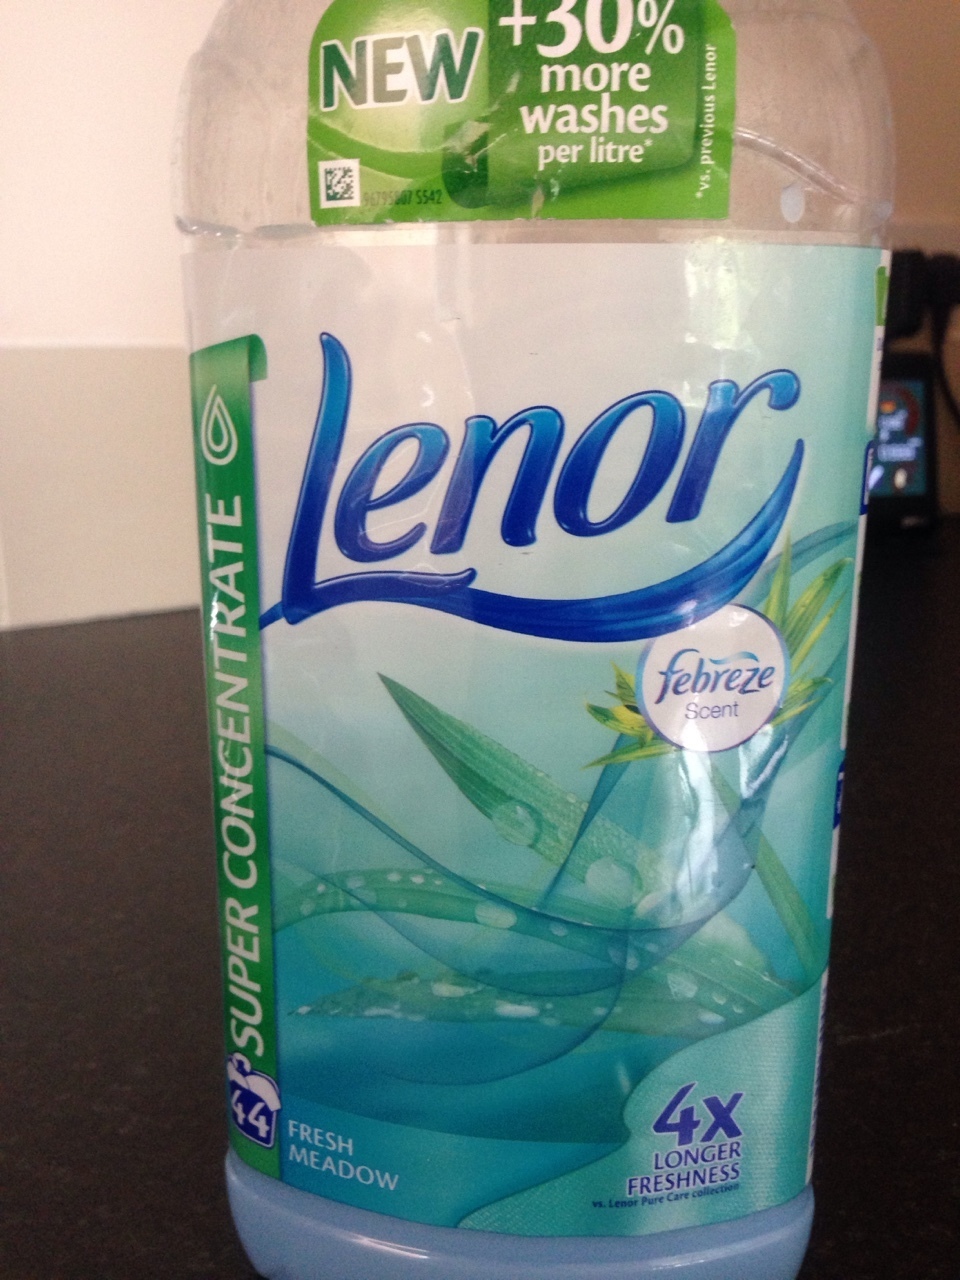 NEW
+30%
more
washes
per litre*
*vs. previous Lenor
Lenor
febreze
Scent
SUPER CONCENTRATE
44
FRESH
MEADOW
4X
LONGER
FRESHNESS
vs. Lenor Pure Care collection